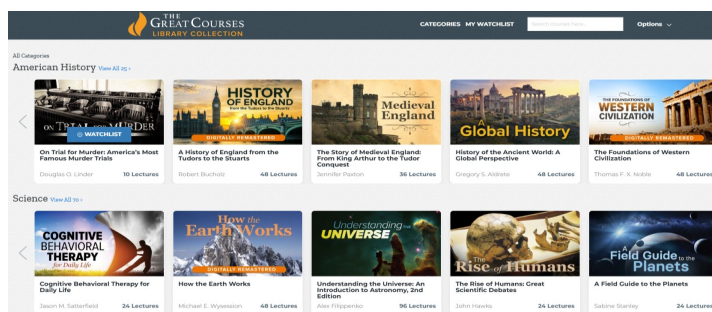 THE
GREAT COURSES
LIBRARY COLLECTION
CATEGORIES MY WATCHLIST
Search courses here...
Options
All Categories
American History View All 25 >
ON TRIAL FOR MURDER
WATCHLIST
On Trial for Murder: America's Most
Famous Murder Trials
Douglas O. Linder 10 Lectures
HISTORY
OF ENGLAND
from the Tudors to the Stuarts
DIGITALLY REMASTERED
A History of England from the
Tudors to the Stuarts
Robert Bucholz 48 Lectures
Medieval
England
The Story of Medieval England:
From King Arthur to the Tudor
Conquest
Jennifer Paxton 36 Lectures
A
Global History
History of the Ancient World: A
Global Perspective
Gregory S. Aldrete 48 Lectures
THE FOUNDATIONS OF
WESTERN
CIVILIZATION
DIGITALLY REMASTERED
The Foundations of Western
Civilization
Thomas F. X. Noble 48 Lectures
Science View All 70 >
COGNITIVE
BEHAVIORAL
THERAPY
for Daily Life
Cognitive Behavioral Therapy for
Daily Life
Jason M. Satterfield 24 Lectures
How the
Earth Works
DIGITALLY REMASTERED
How the Earth Works
Michael E. Wysession 48 Lectures
Understanding the
UNIVERSE
Understanding the Universe: An
Introduction to Astronomy, 2nd
Edition
Alex Filippenko 96 Lectures
The
Rise of Humans
The Rise of Humans: Great
Scientific Debates
John Hawks 24 Lectures
A
Field Guide to the
Planets
A Field Guide to the Planets
Sabine Stanley 24 Lectures